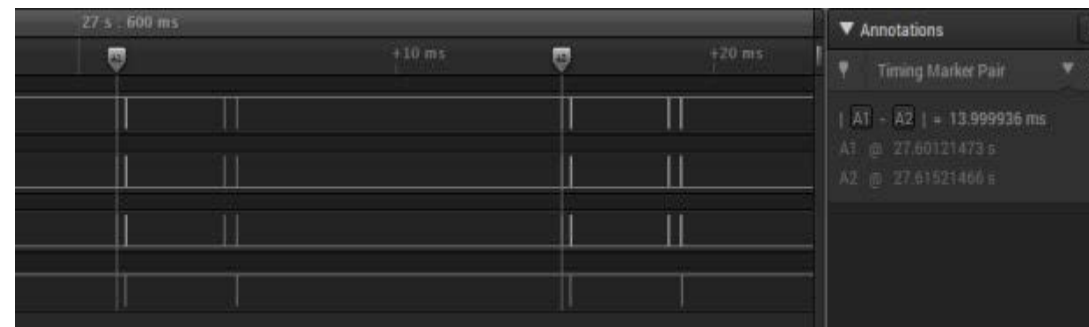 27 s : 600 ms
A1
+10 ms
A2
+20 ms
▼ Annotations
Timing Marker Pair
| A1 - A2 | = 13.999936 ms
A1 @ 27.60121473 s
A2 @ 27.61521466 s